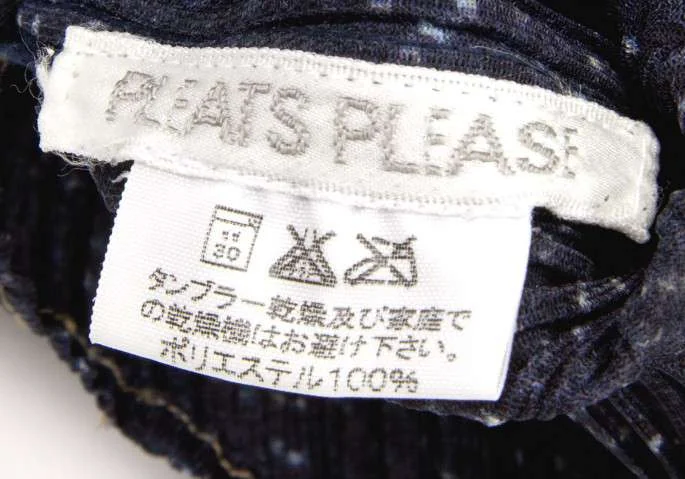 PLEATS PLEASE
30
タンブラー乾燥及び家庭で
の乾燥機はお避け下さい。
ポリエステル100%